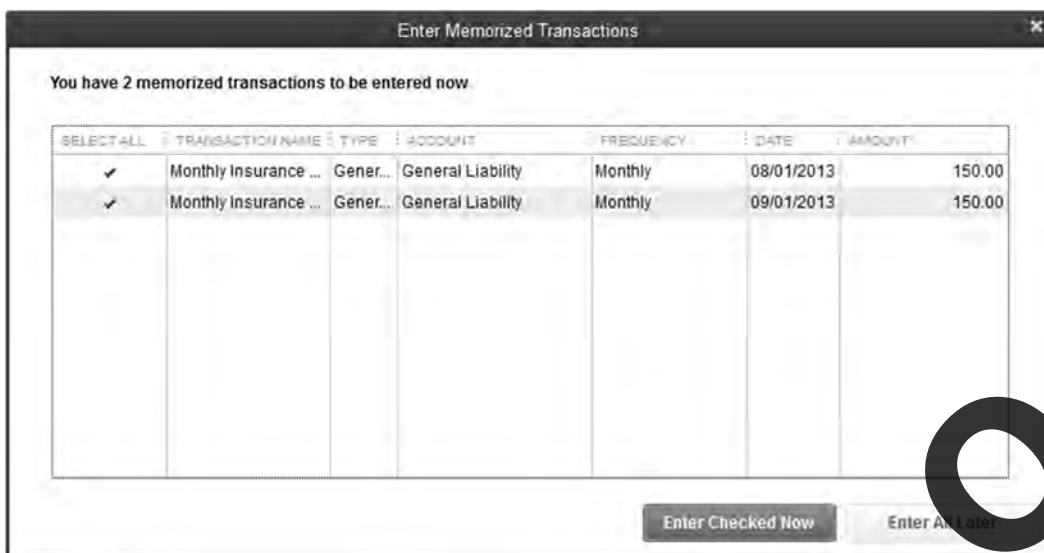 Enter Memorized Transactions ×
You have 2 memorized transactions to be entered now
SELECT ALL TRANSACTION NAME TYPE ACCOUNT FREQUENCY DATE AMOUNT
✔ Monthly Insurance ... Gener... General Liability Monthly 08/01/2013 150.00
✔ Monthly Insurance ... Gener... General Liability Monthly 09/01/2013 150.00
Enter Checked Now Enter All Later